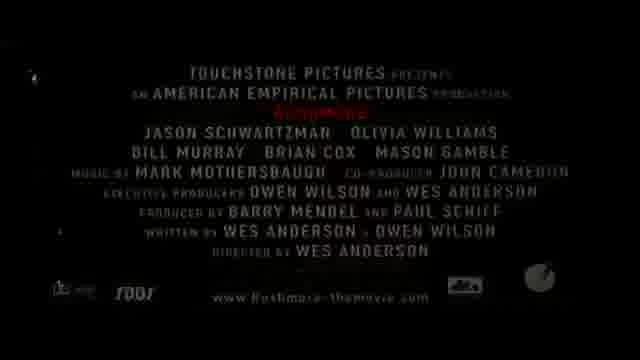 TOUCHSTONE PICTURES PRESENTS
AN AMERICAN EMPIRICAL PICTURES PRODUCTION
RUSHMORE
JASON SCHWARTZMAN OLIVIA WILLIAMS
BILL MURRAY BRIAN COX MASON GAMBLE
MUSIC BY MARK MOTHERSBAUGH CO-PRODUCER JOHN CAMERON
EXECUTIVE PRODUCERS OWEN WILSON AND WES ANDERSON
PRODUCED BY BARRY MENDEL AND PAUL SCHIFF
WRITTEN BY WES ANDERSON & OWEN WILSON
DIRECTED BY WES ANDERSON
www.Rushmore-themovie.com
dts